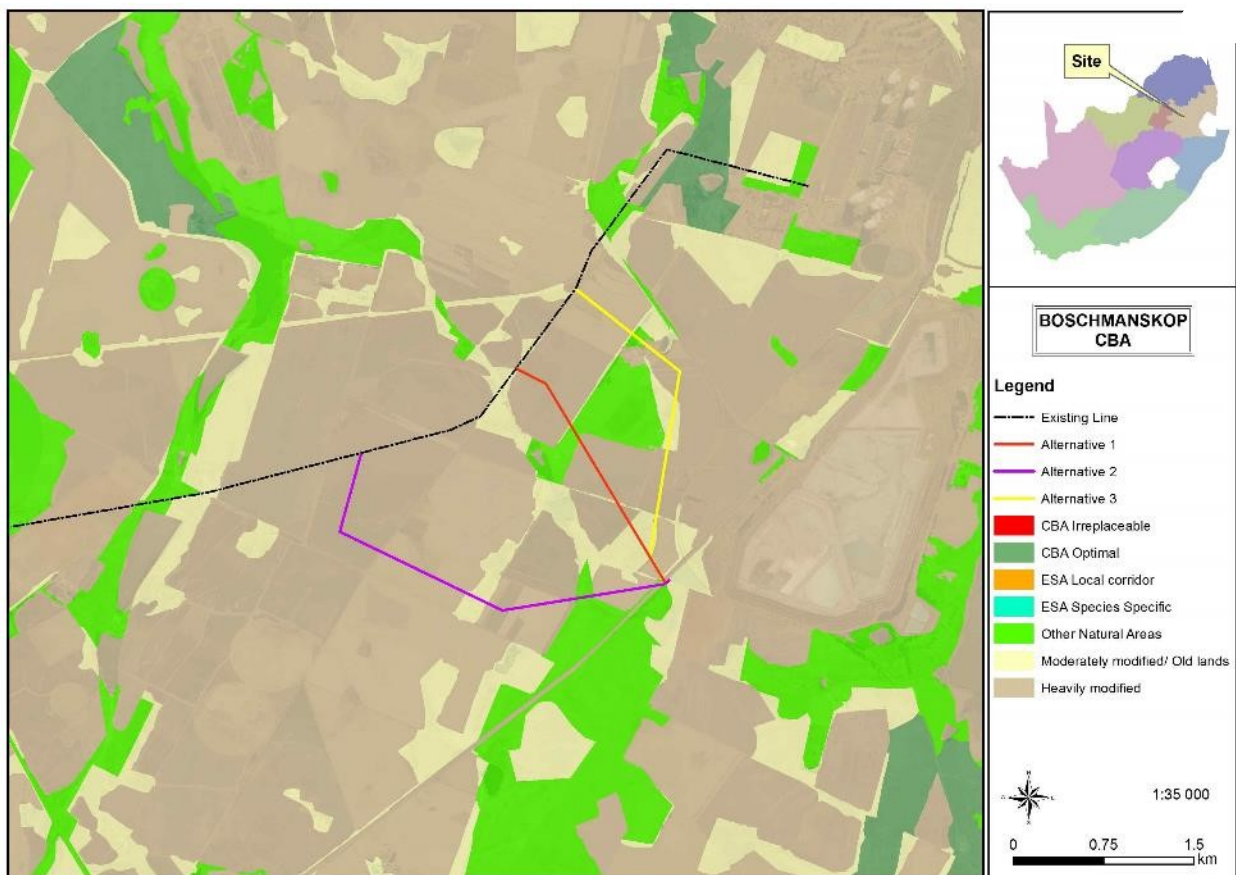 Site
BOSCHMANSKOP
CBA
Legend
Existing Line
Alternative 1
Alternative 2
Alternative 3
CBA Irreplaceable
CBA Optimal
ESA Local corridor
ESA Species Specific
Other Natural Areas
Moderately modified/ Old lands
Heavily modified
1:35 000
0 0.75 1.5
km